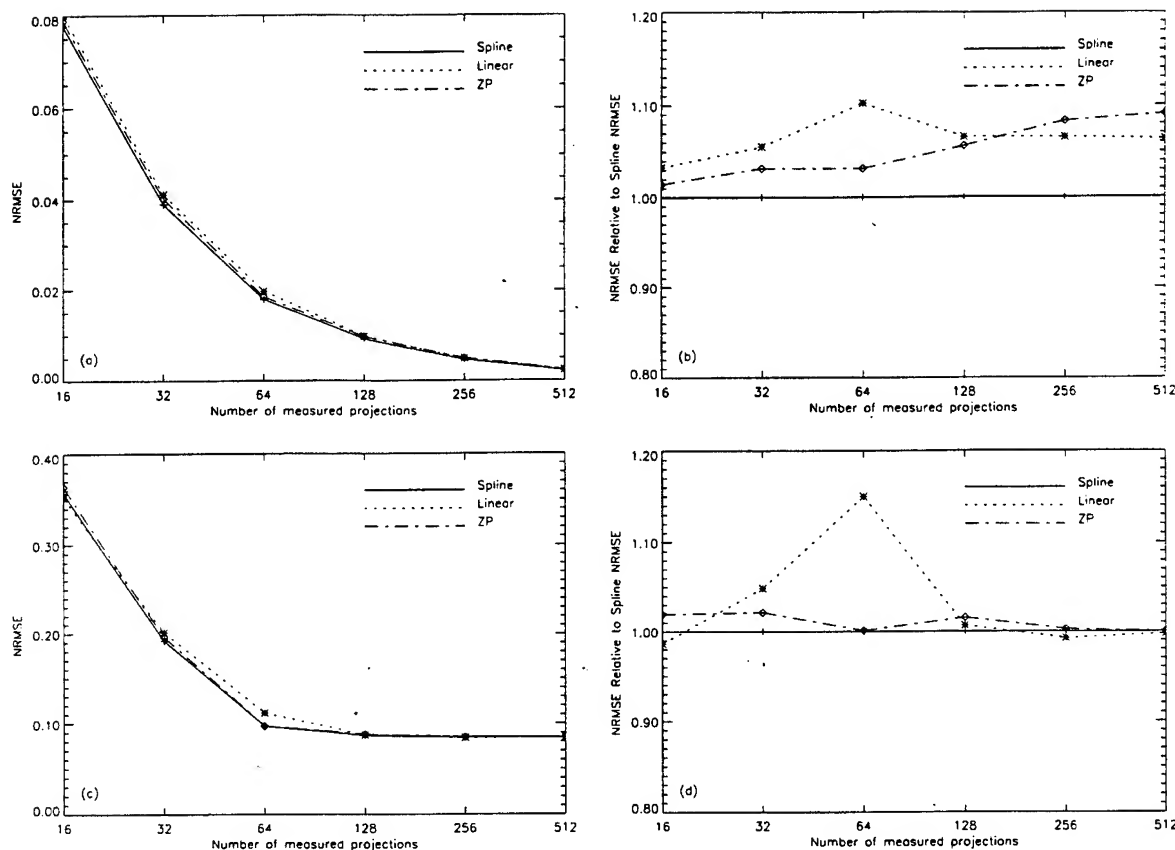 0.08
0.06
0.04
0.02
0.00
NRMSE
Spline
Linear
ZP
(a)
16 32 64 128 256 512
Number of measured projections
1.20
1.10
1.00
0.90
0.80
NRMSE Relative to Spline NRMSE
Spline
Linear
ZP
(b)
16 32 64 128 256 512
Number of measured projections
0.40
0.30
0.20
0.10
0.00
NRMSE
Spline
Linear
ZP
(c)
16 32 64 128 256 512
Number of measured projections
1.20
1.10
1.00
0.90
0.80
NRMSE Relative to Spline NRMSE
Spline
Linear
ZP
(d)
16 32 64 128 256 512
Number of measured projections